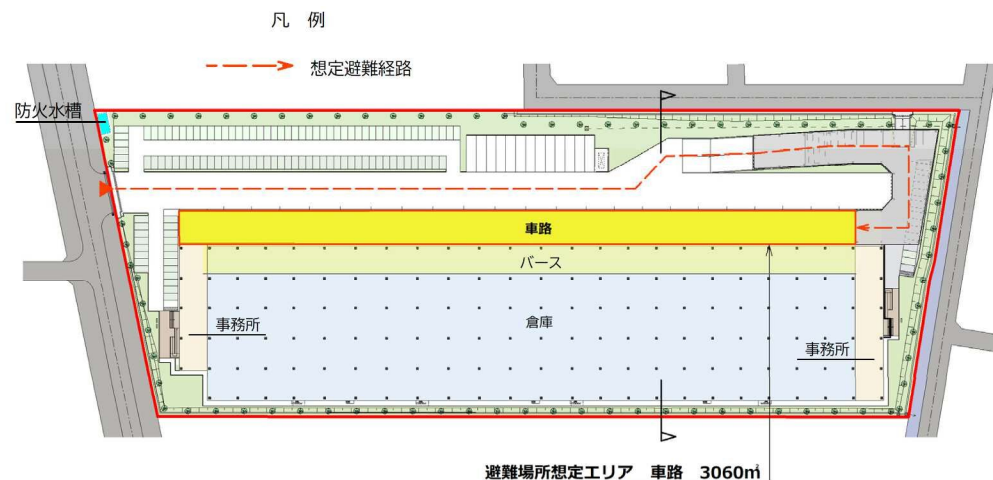 凡 例
想定避難経路
防火水槽
車路
バース
倉庫
事務所
事務所
避難場所想定エリア 車路 3060㎡